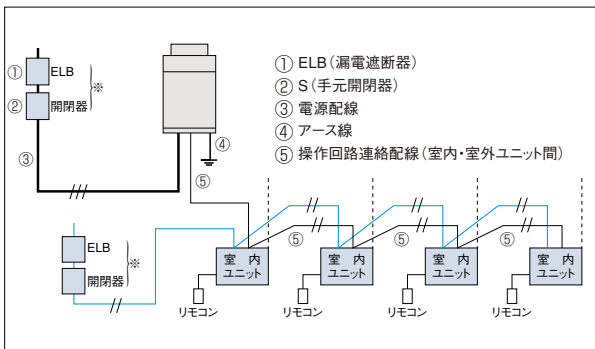 ① ELB
② 開閉器
※
③
④
⑤
① ELB(漏電遮断器)
② S(手元開閉器)
③ 電源配線
④ アース線
⑤ 操作回路連絡配線(室内・室外ユニット間)
ELB
開閉器
※
⑤
⑤
⑤
室 内
ユニット
室 内
ユニット
室 内
ユニット
室 内
ユニット
リモコン
リモコン
リモコン
リモコン